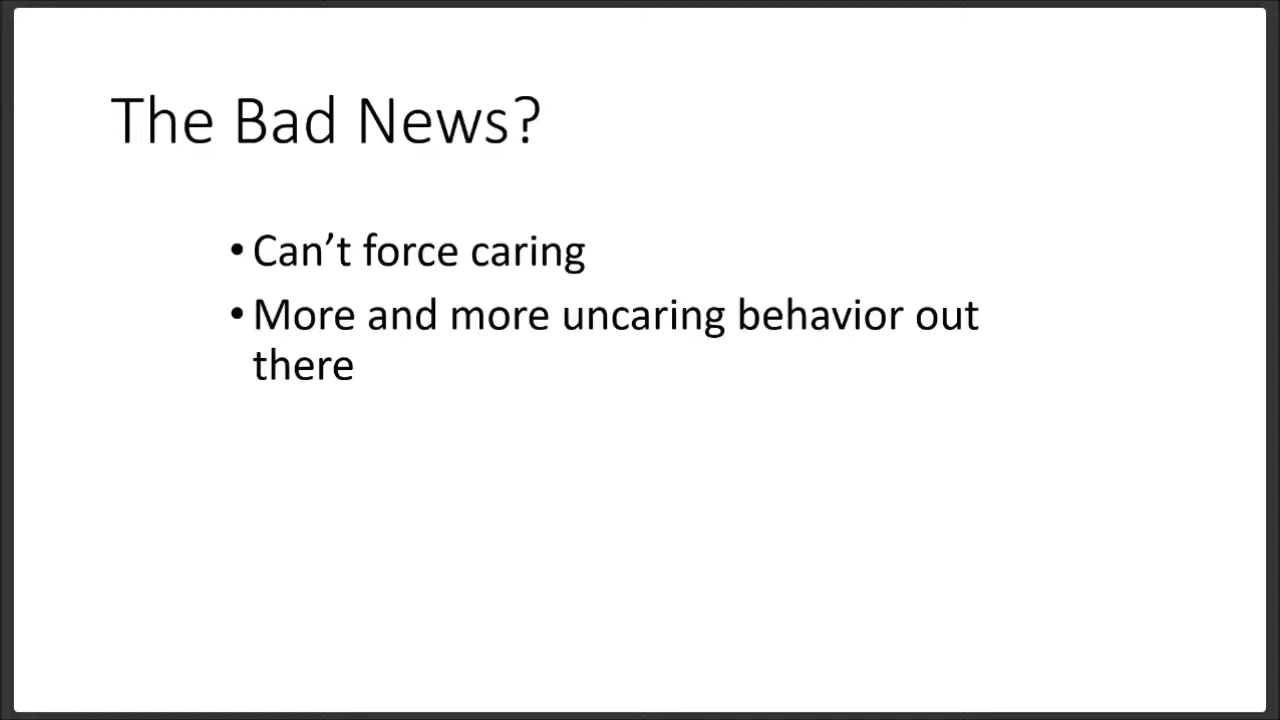 The Bad News?
• Can’t force caring
• More and more uncaring behavior out
there